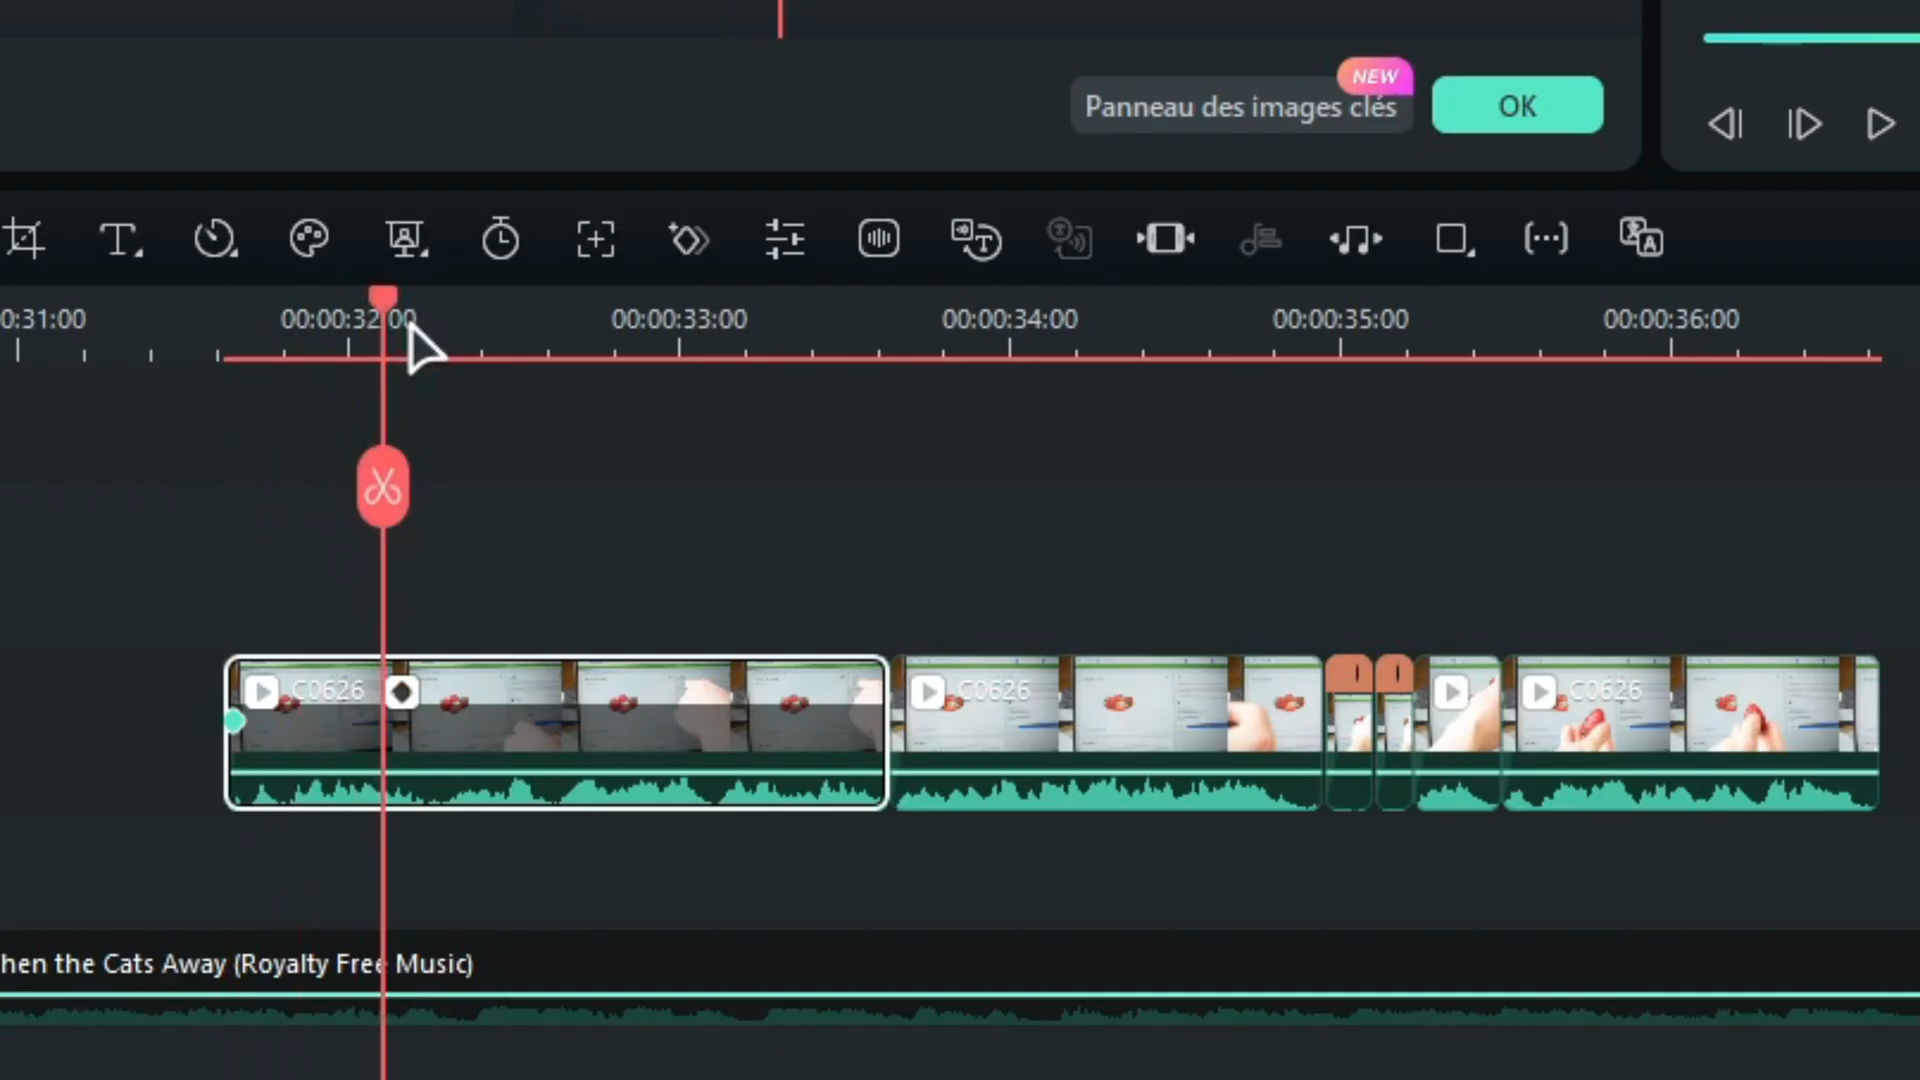 NEW
Panneau des images clés
OK
0:31:00
00:00:32:00
00:00:33:00
00:00:34:00
00:00:35:00
00:00:36:00
C0626
C0626
C0626
hen the Cats Away (Royalty Free Music)